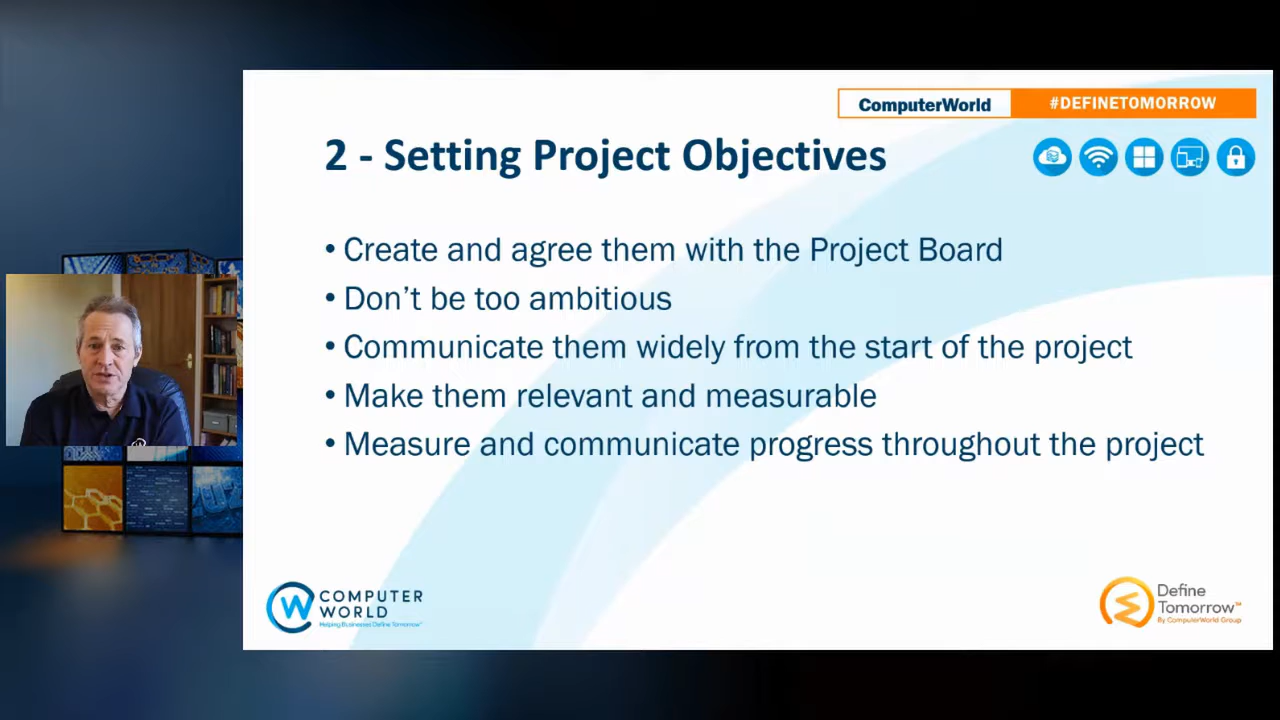 ComputerWorld #DEFINETOMORROW
2 - Setting Project Objectives
• Create and agree them with the Project Board
• Don't be too ambitious
• Communicate them widely from the start of the project
• Make them relevant and measurable
• Measure and communicate progress throughout the project
COMPUTER
WORLD
Helping Businesses Define Tomorrow™
Define
Tomorrow™
By ComputerWorld Group